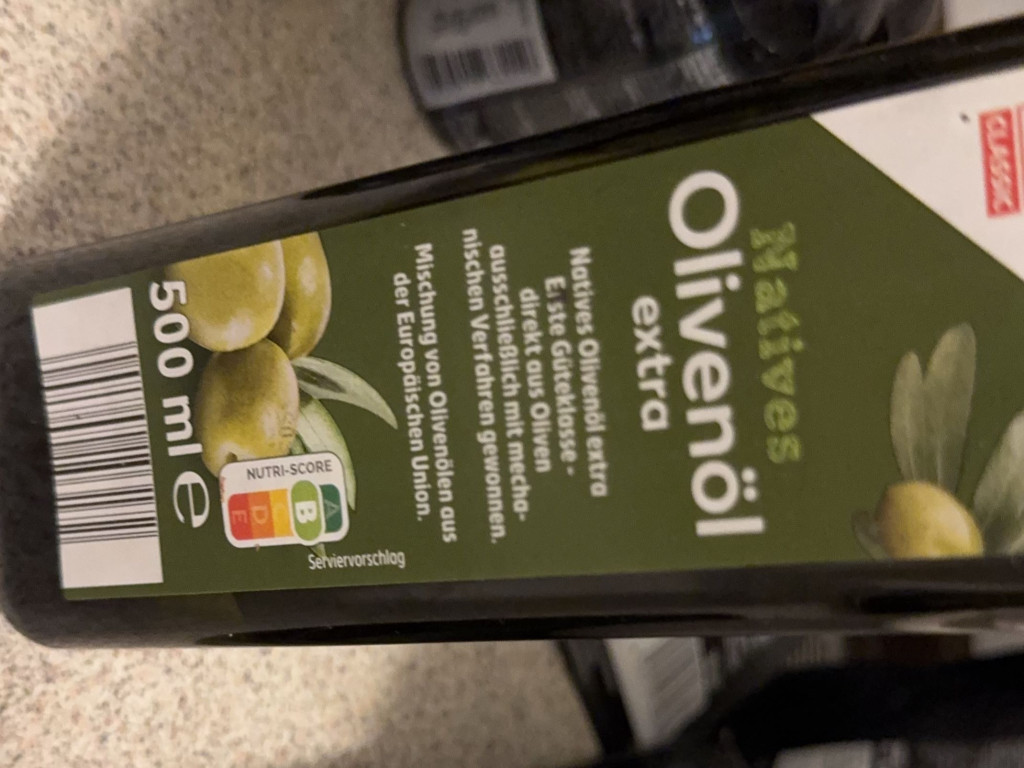 CLASSIC
Natives
Olivenöl
extra
Natives Olivenöl extra
Erste Güteklasse -
direkt aus Oliven
ausschließlich mit mecha-
nischen Verfahren gewonnen.
Mischung von Olivenölen aus
der Europäischen Union.
Serviervorschlag
NUTRI-SCORE
A B C D E
500 ml e